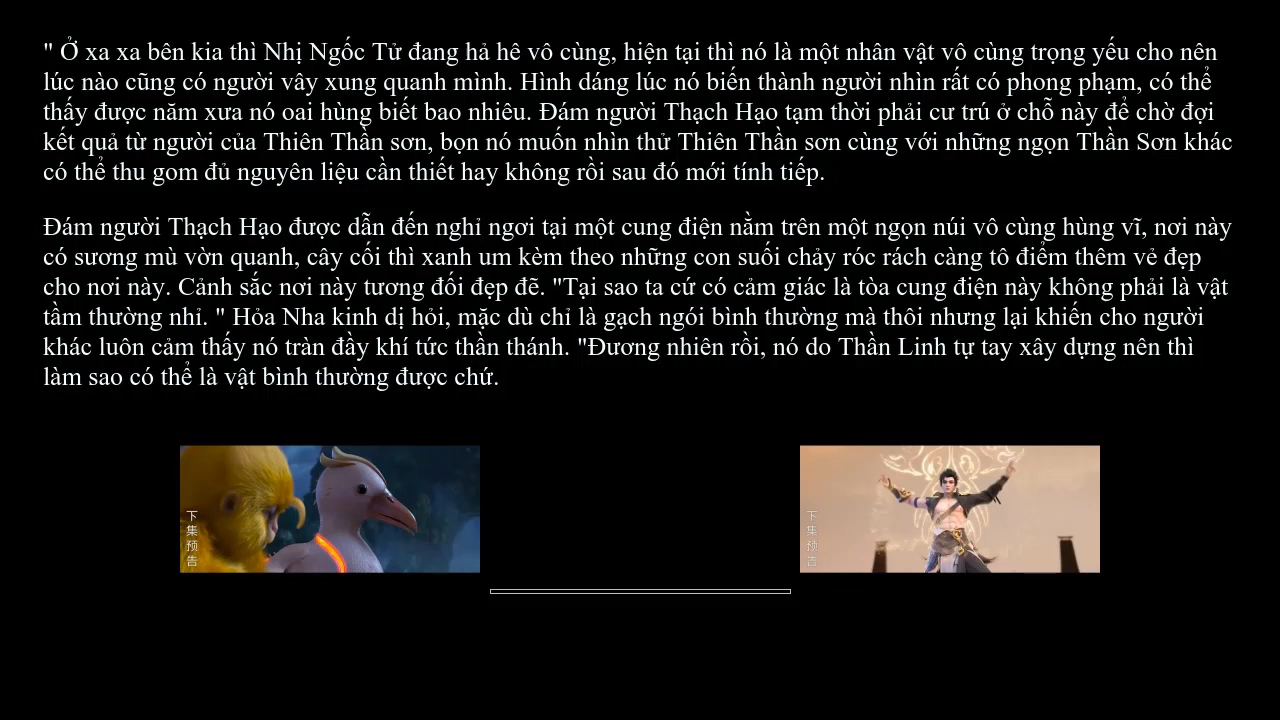 " Ở xa xa bên kia thì Nhị Ngốc Tử đang hả hê vô cùng, hiện tại thì nó là một nhân vật vô cùng trọng yếu cho nên
lúc nào cũng có người vây xung quanh mình. Hình dáng lúc nó biến thành người nhìn rất có phong phạm, có thể
thấy được năm xưa nó oai hùng biết bao nhiêu. Đám người Thạch Hạo tạm thời phải cư trú ở chỗ này để chờ đợi
kết quả từ người của Thiên Thần sơn, bọn nó muốn nhìn thử Thiên Thần sơn cùng với những ngọn Thần Sơn khác
có thể thu gom đủ nguyên liệu cần thiết hay không rồi sau đó mới tính tiếp.
Đám người Thạch Hạo được dẫn đến nghỉ ngơi tại một cung điện nằm trên một ngọn núi vô cùng hùng vĩ, nơi này
có sương mù vờn quanh, cây cối thì xanh um kèm theo những con suối chảy róc rách càng tô điểm thêm vẻ đẹp
cho nơi này. Cảnh sắc nơi này tương đối đẹp đẽ. "Tại sao ta cứ có cảm giác là tòa cung điện này không phải là vật
tầm thường nhỉ. " Hỏa Nha kinh dị hỏi, mặc dù chỉ là gạch ngói bình thường mà thôi nhưng lại khiến cho người
khác luôn cảm thấy nó tràn đầy khí tức thần thánh. "Đương nhiên rồi, nó do Thần Linh tự tay xây dựng nên thì
làm sao có thể là vật bình thường được chứ.
下集预告
下集预告